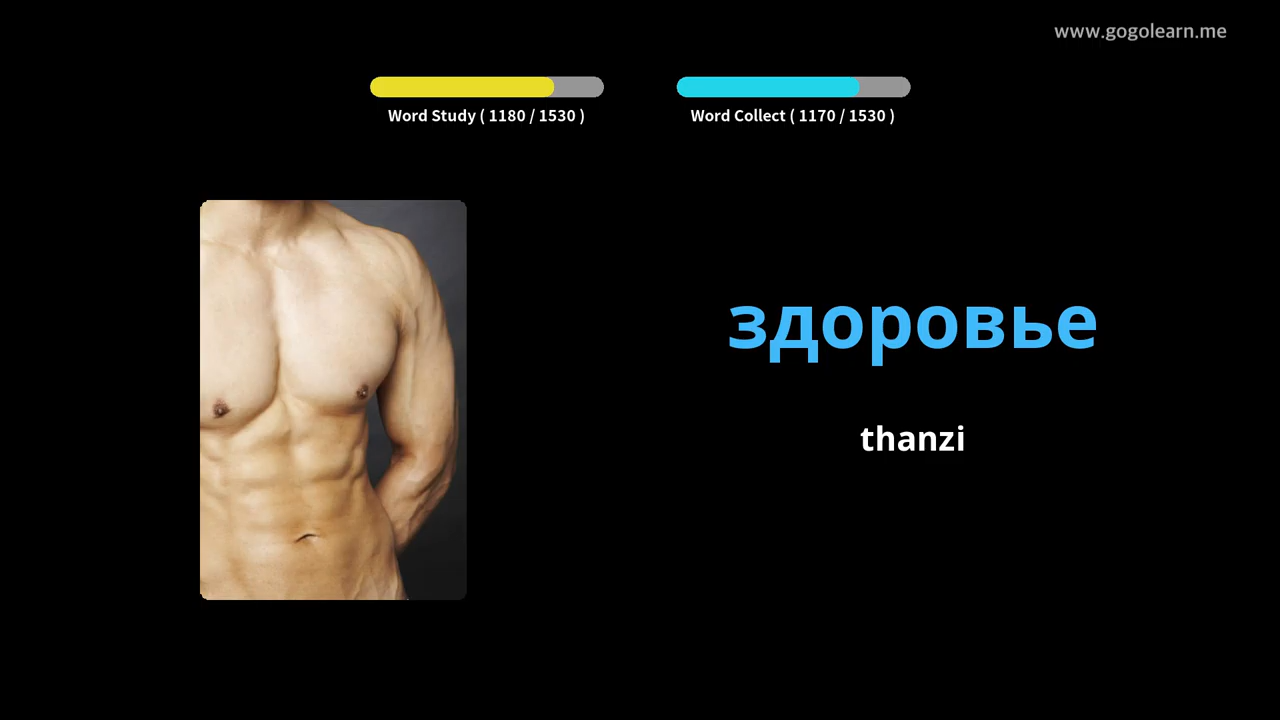 www.gogolearn.me
Word Study ( 1180 / 1530 )
Word Collect ( 1170 / 1530 )
здоровье
thanzi